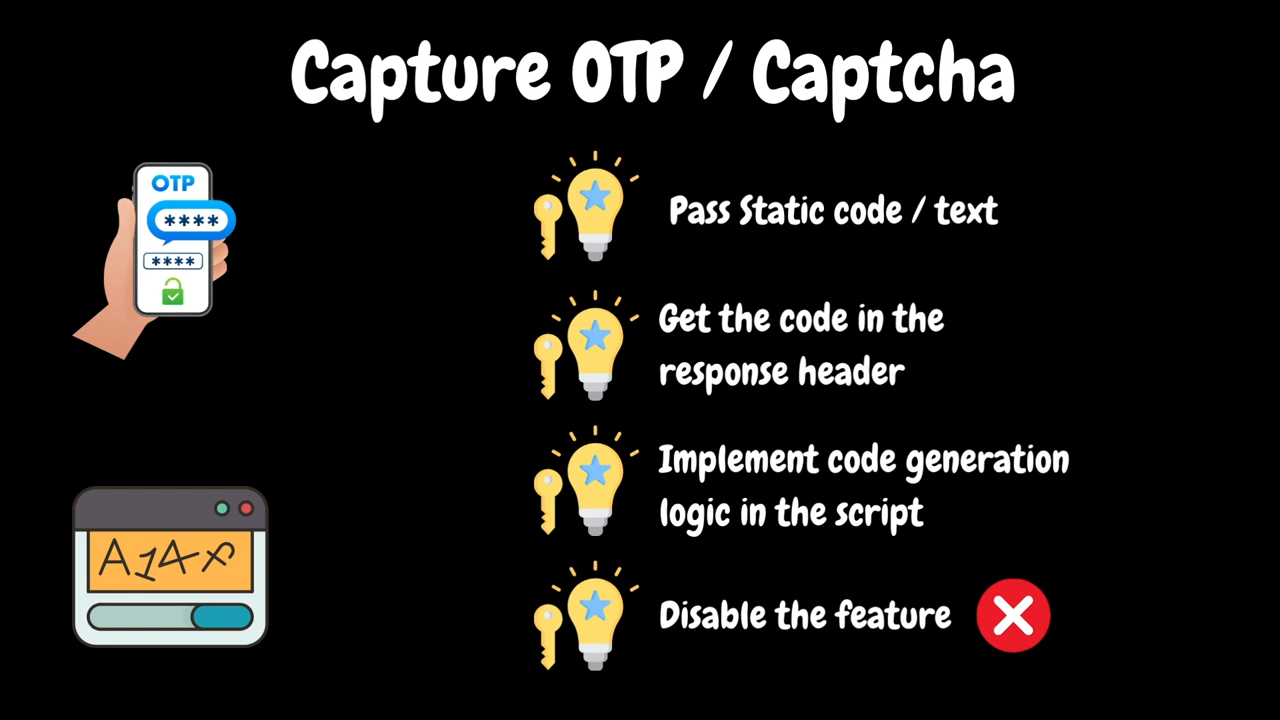 Capture OTP / Captcha
OTP
****
****
Pass Static code / text
Get the code in the
response header
Implement code generation
logic in the script
A14f
Disable the feature